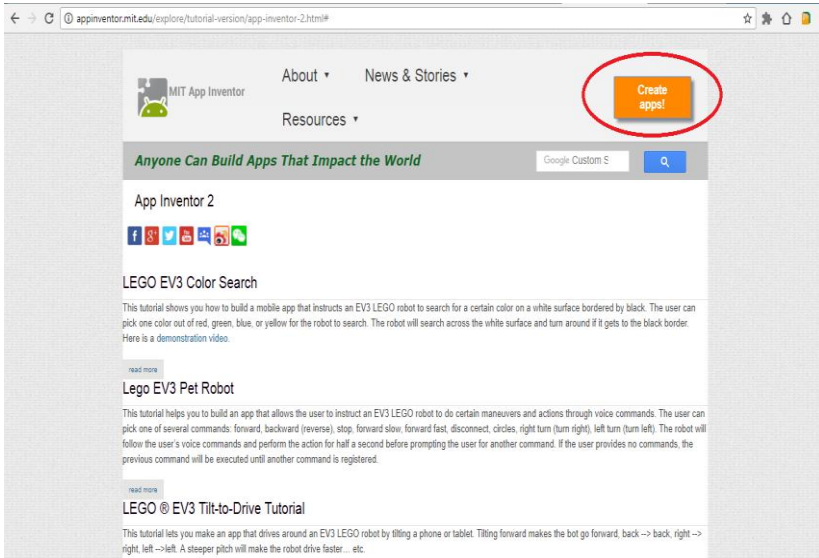 appinventor.mit.edu/explore/tutorial-version/app-inventor-2.html#
MIT App Inventor
About ▾ News & Stories ▾
Resources ▾
Create
apps!
Anyone Can Build Apps That Impact the World
Google Custom S
App Inventor 2
LEGO EV3 Color Search
This tutorial shows you how to build a mobile app that instructs an EV3 LEGO robot to search for a certain color on a white surface bordered by black. The user can
pick one color out of red, green, blue, or yellow for the robot to search. The robot will search across the white surface and turn around if it gets to the black border.
Here is a demonstration video.
read more
Lego EV3 Pet Robot
This tutorial helps you to build an app that allows the user to instruct an EV3 LEGO robot to do certain maneuvers and actions through voice commands. The user can
pick one of several commands: forward, backward (reverse), stop, forward slow, forward fast, disconnect, circles, right turn (turn right), left turn (turn left). The robot will
follow the user's voice commands and perform the action for half a second before prompting the user for another command. If the user provides no commands, the
previous command will be executed until another command is registered.
read more
LEGO ® EV3 Tilt-to-Drive Tutorial
This tutorial lets you make an app that drives around an EV3 LEGO robot by tilting a phone or tablet. Tilting forward makes the bot go forward, back --> back, right -->
right, left -->left. A steeper pitch will make the robot drive faster... etc.